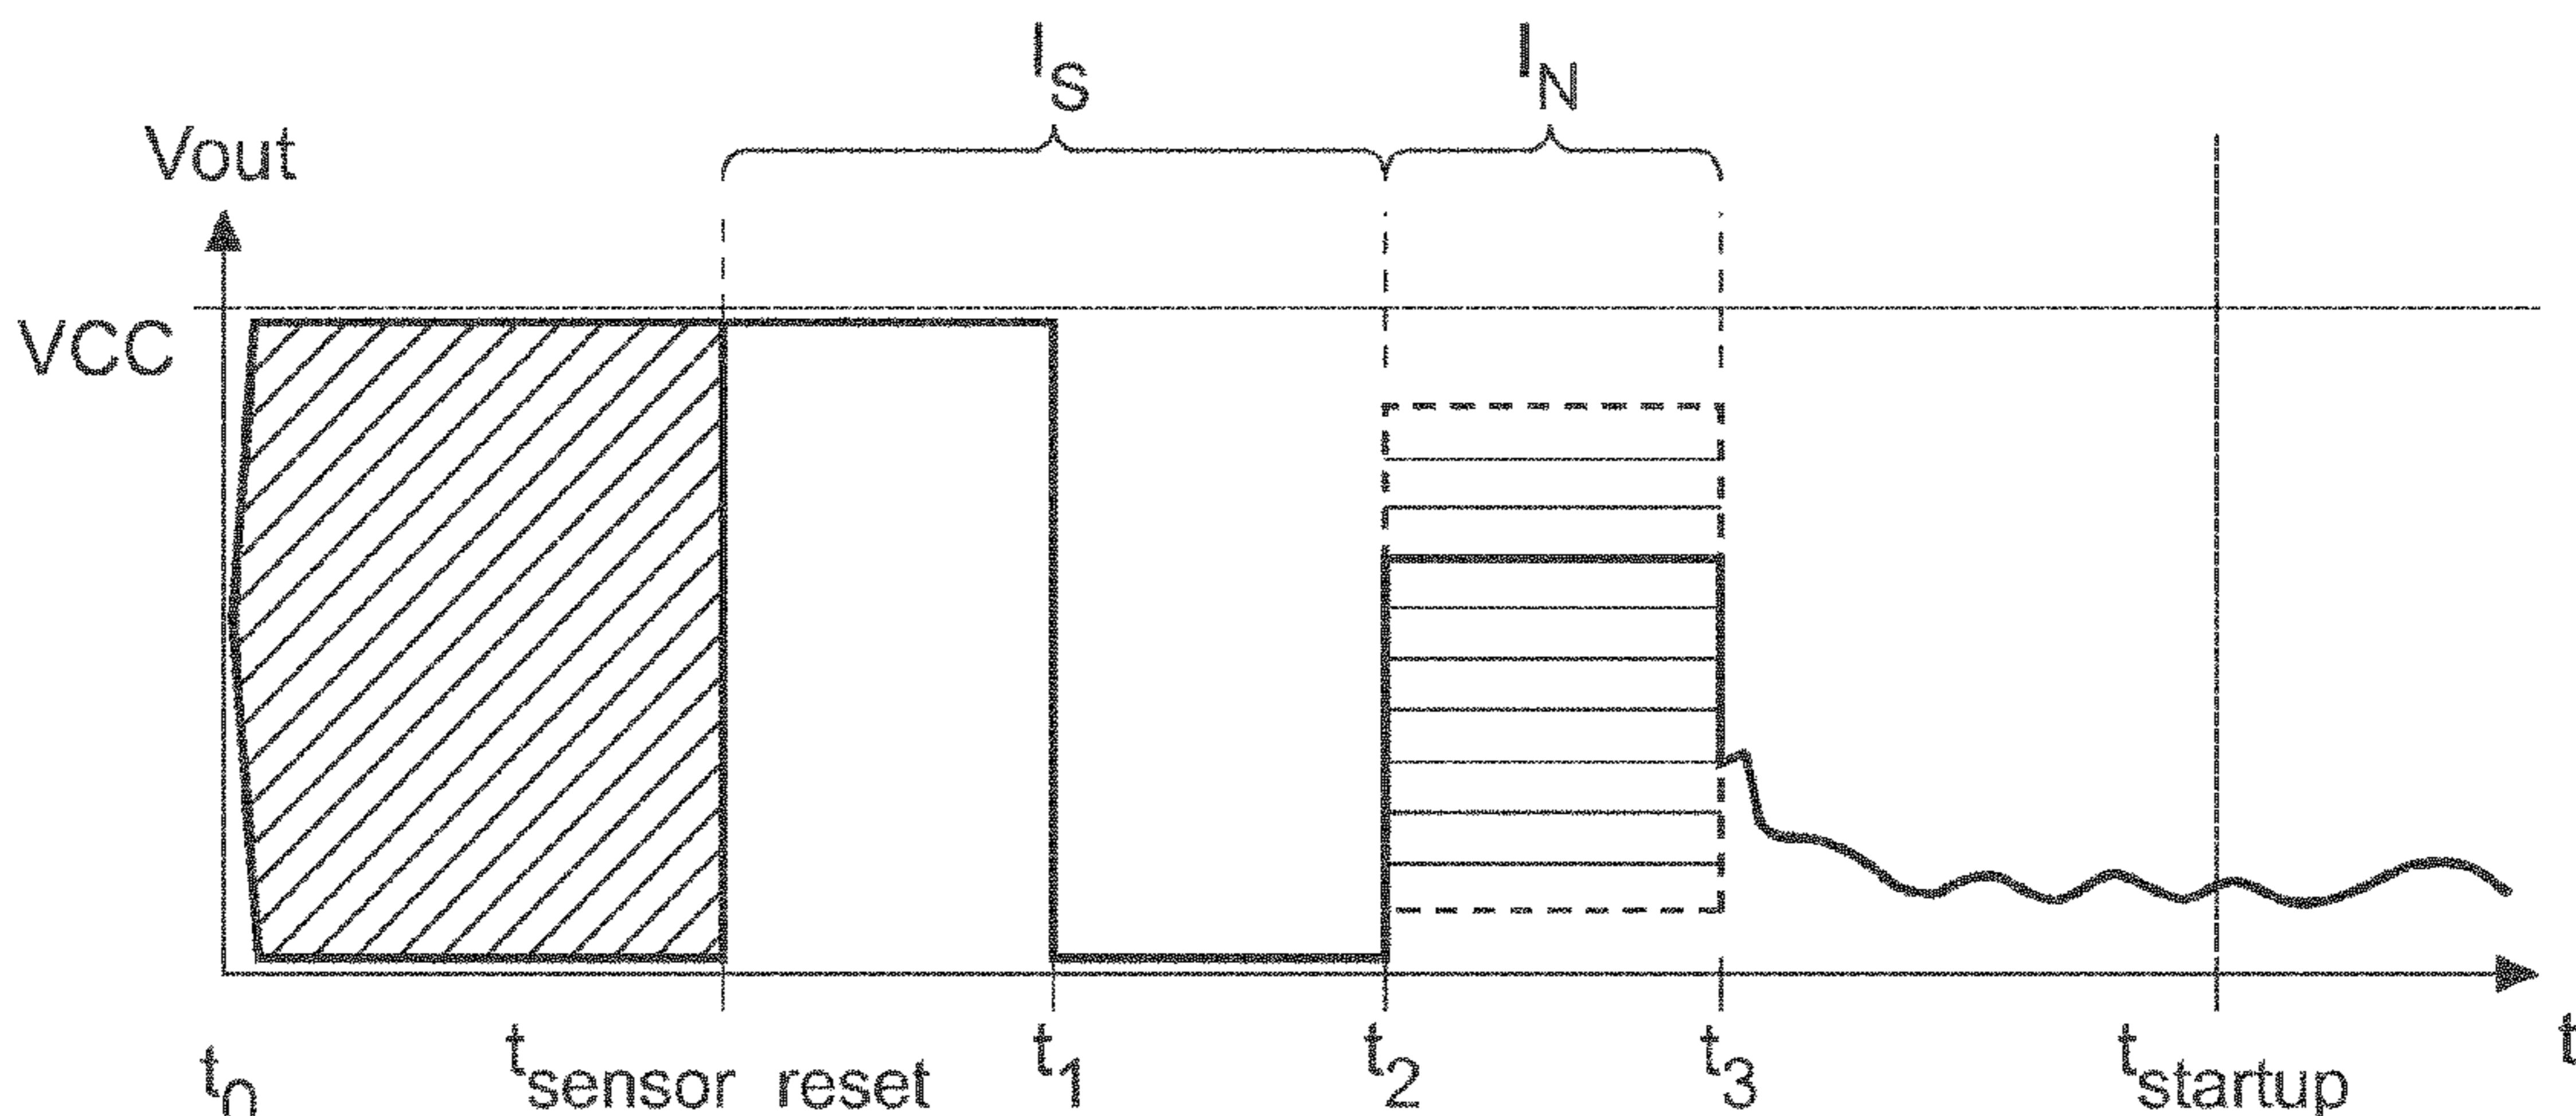 I_S I_N
Vout
VCC
t_0 t_sensor reset t_1 t_2 t_3 t_startup t